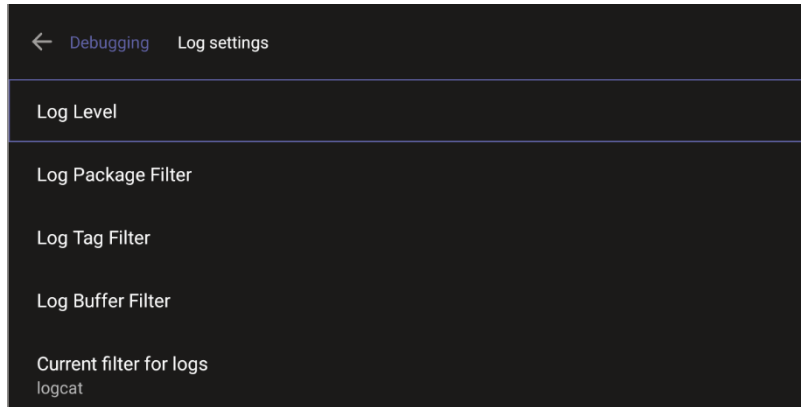 Debugging Log settings
Log Level
Log Package Filter
Log Tag Filter
Log Buffer Filter
Current filter for logs
logcat